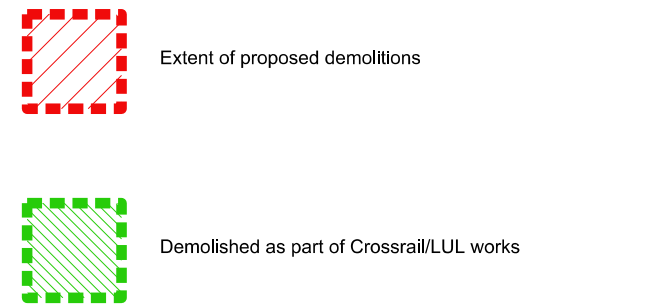 Extent of proposed demolitions
Demolished as part of Crossrail/LUL works